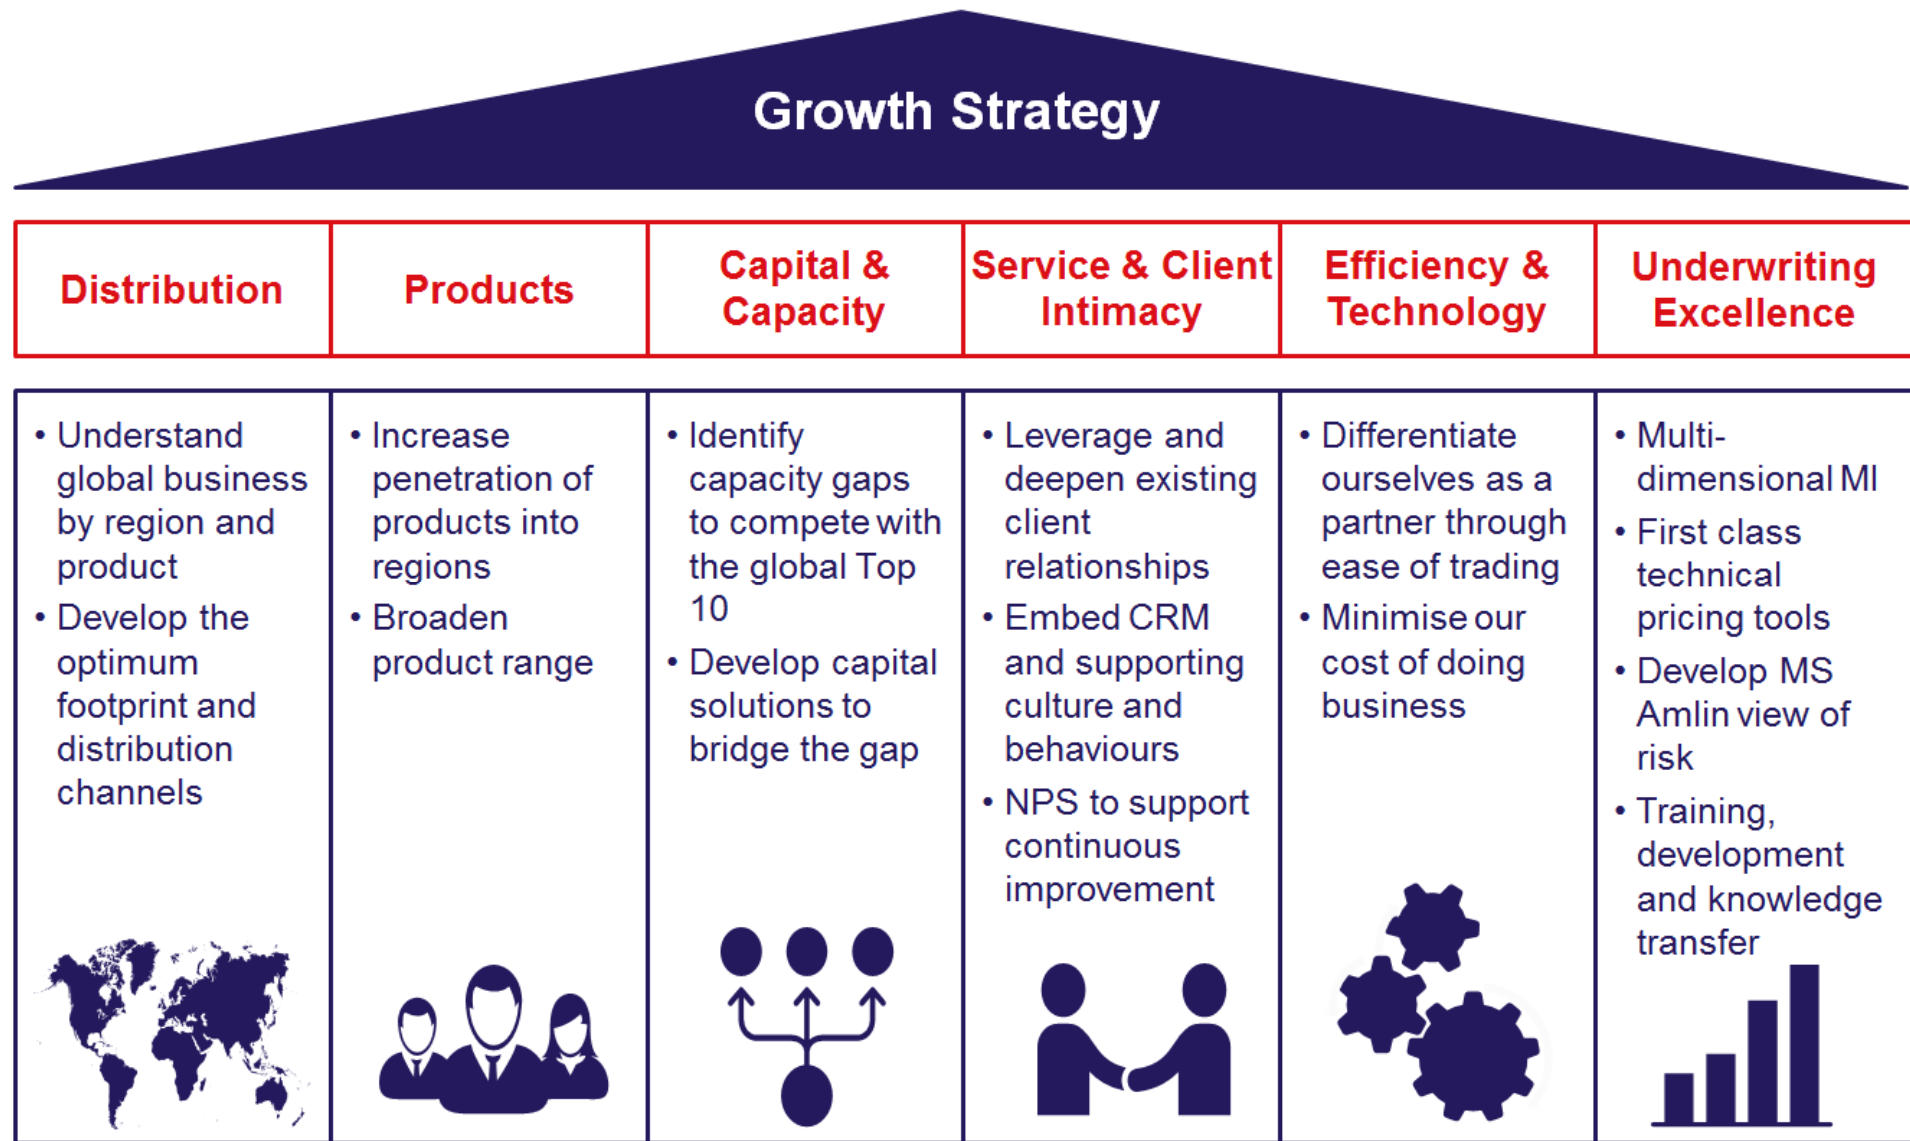 Growth Strategy
Distribution
Products
Capital &
Capacity
Service & Client
Intimacy
Efficiency &
Technology
Underwriting
Excellence
• Understand
global business
by region and
product
• Develop the
optimum
footprint and
distribution
channels
• Increase
penetration of
products into
regions
• Broaden
product range
• Identify
capacity gaps
to compete with
the global Top
10
• Develop capital
solutions to
bridge the gap
• Leverage and
deepen existing
client
relationships
• Embed CRM
and supporting
culture and
behaviours
• NPS to support
continuous
improvement
• Differentiate
ourselves as a
partner through
ease of trading
• Minimise our
cost of doing
business
• Multi-
dimensional MI
• First class
technical
pricing tools
• Develop MS
Amlin view of
risk
• Training,
development
and knowledge
transfer